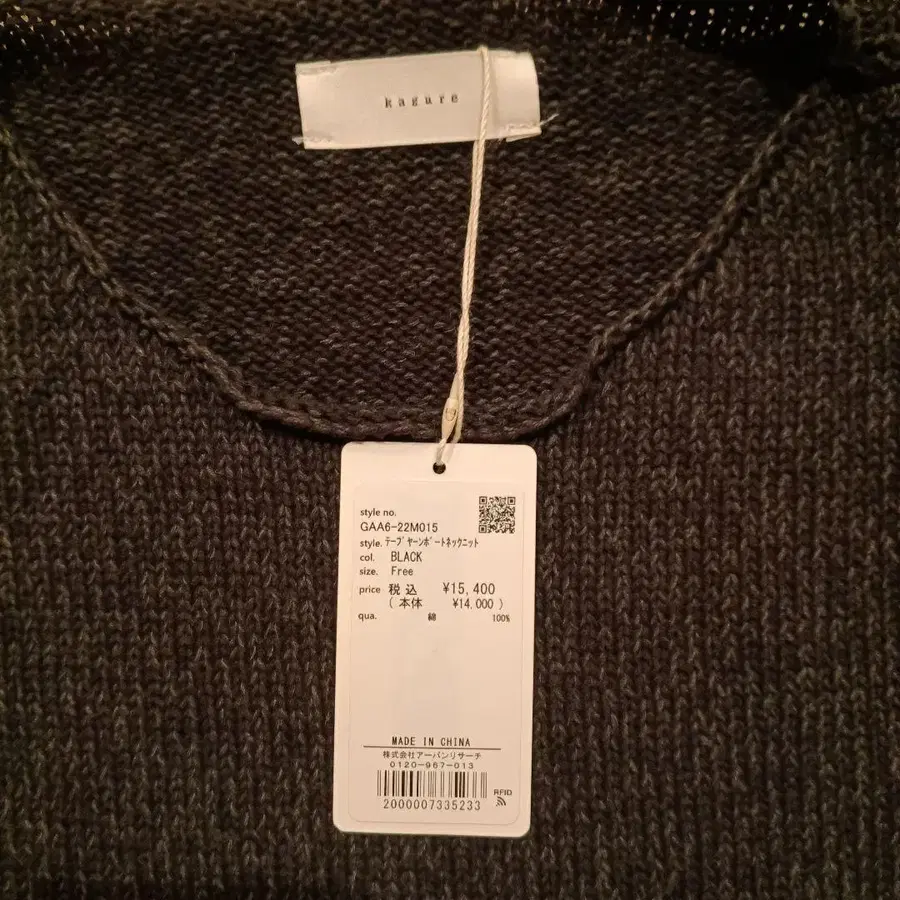 kagure
style no.
GAA6-22M015
style. テープヤーンボートネックニット
col. BLACK
size. Free
price 税込 ¥15,400
(本体 ¥14,000 )
qua. 綿 100%
MADE IN CHINA
株式会社アーバンリサーチ
0120-967-013
2000007335233
RFID